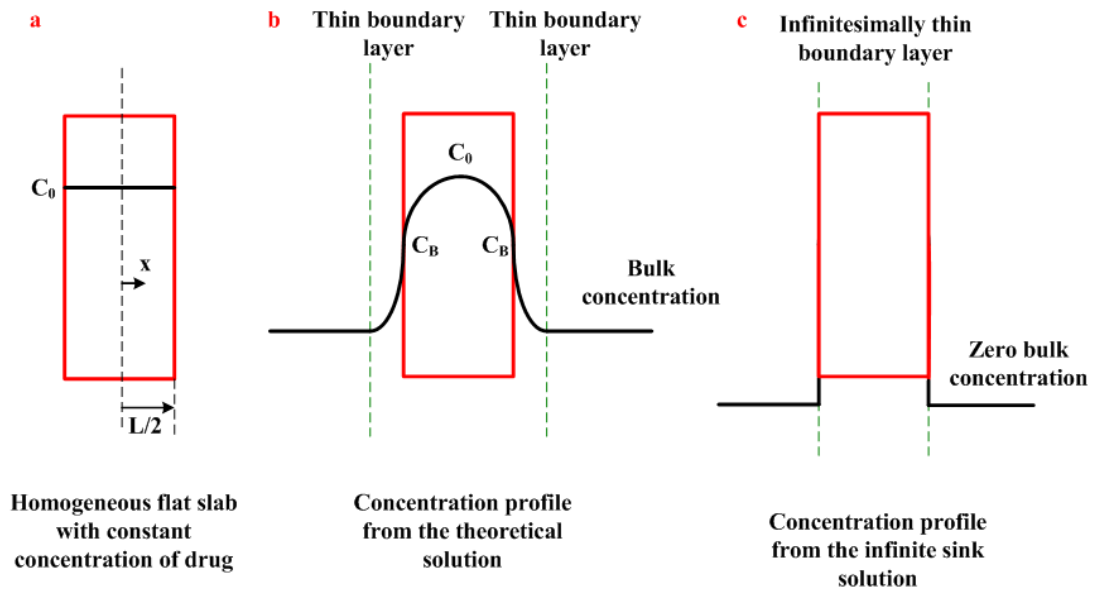 a
C₀
x
L/2
Homogeneous flat slab
with constant
concentration of drug
b
Thin boundary
layer
Thin boundary
layer
C₀
C_B
C_B
Bulk
concentration
Concentration profile
from the theoretical
solution
c
Infinitesimally thin
boundary layer
Zero bulk
concentration
Concentration profile
from the infinite sink
solution